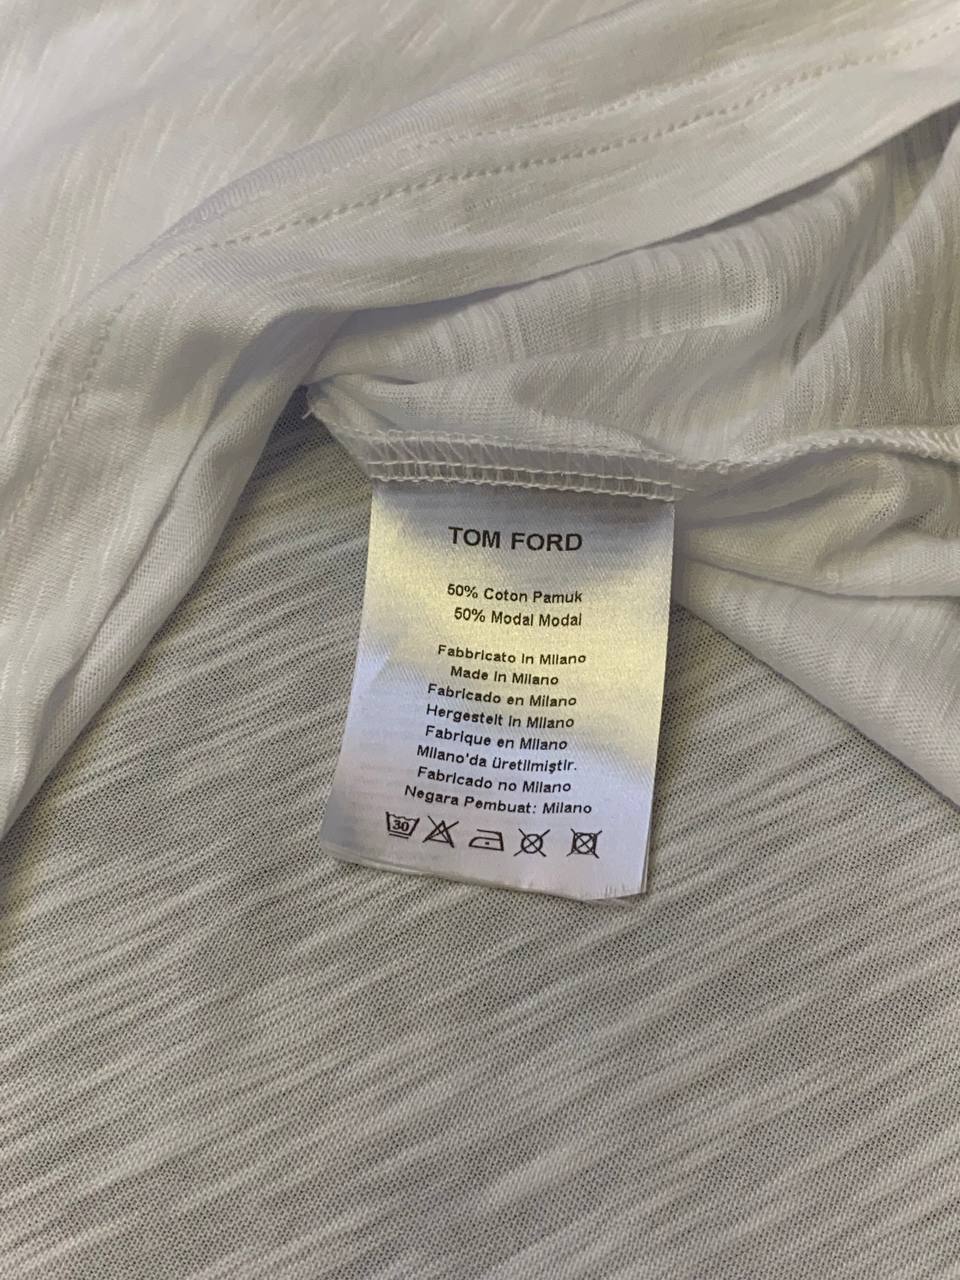 TOM FORD
50% Coton Pamuk
50% Modal Modal
Fabbricato in Milano
Made in Milano
Fabricado en Milano
Hergestelt in Milano
Fabrique en Milano
Milano'da üretilmiştir.
Fabricado no Milano
Negara Pembuat: Milano
30